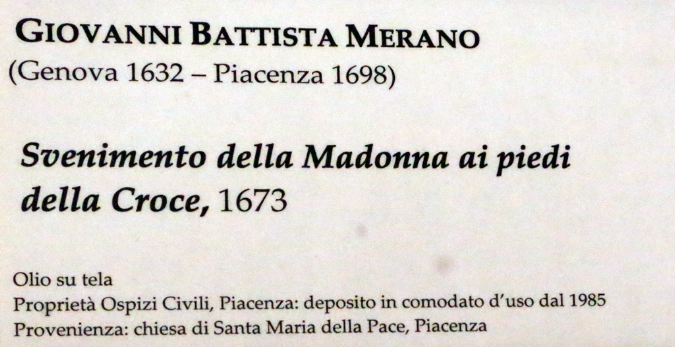 GIOVANNI BATTISTA MERANO
(Genova 1632 – Piacenza 1698)
Svenimento della Madonna ai piedi
della Croce, 1673
Olio su tela
Proprietà Ospizi Civili, Piacenza: deposito in comodato d'uso dal 1985
Provenienza: chiesa di Santa Maria della Pace, Piacenza